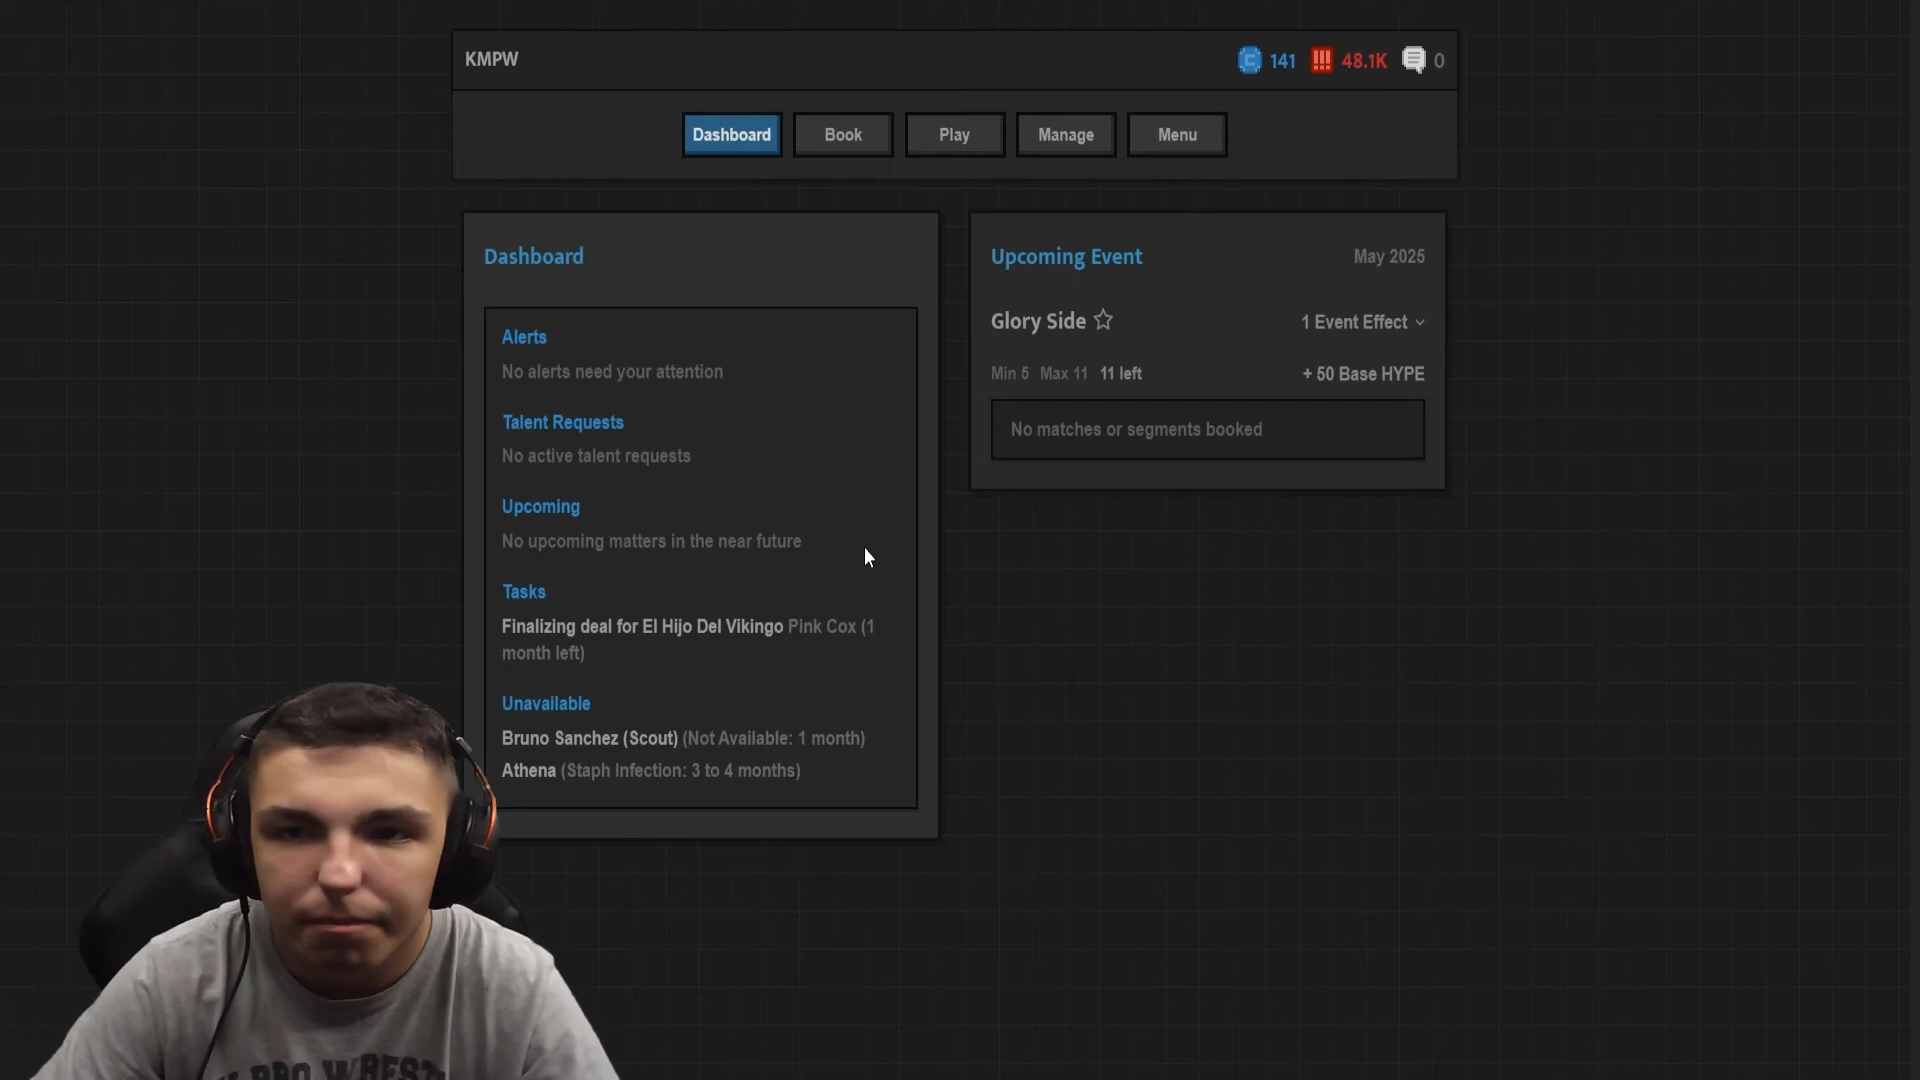 KMPW
141
48.1K
0
Dashboard
Book
Play
Manage
Menu
Dashboard
Alerts
No alerts need your attention
Talent Requests
No active talent requests
Upcoming
No upcoming matters in the near future
Tasks
Finalizing deal for El Hijo Del Vikingo Pink Cox (1
month left)
Unavailable
Bruno Sanchez (Scout) (Not Available: 1 month)
Athena (Staph Infection: 3 to 4 months)
Upcoming Event
May 2025
Glory Side
1 Event Effect
Min 5 Max 11 11 left
+ 50 Base HYPE
No matches or segments booked
PRO